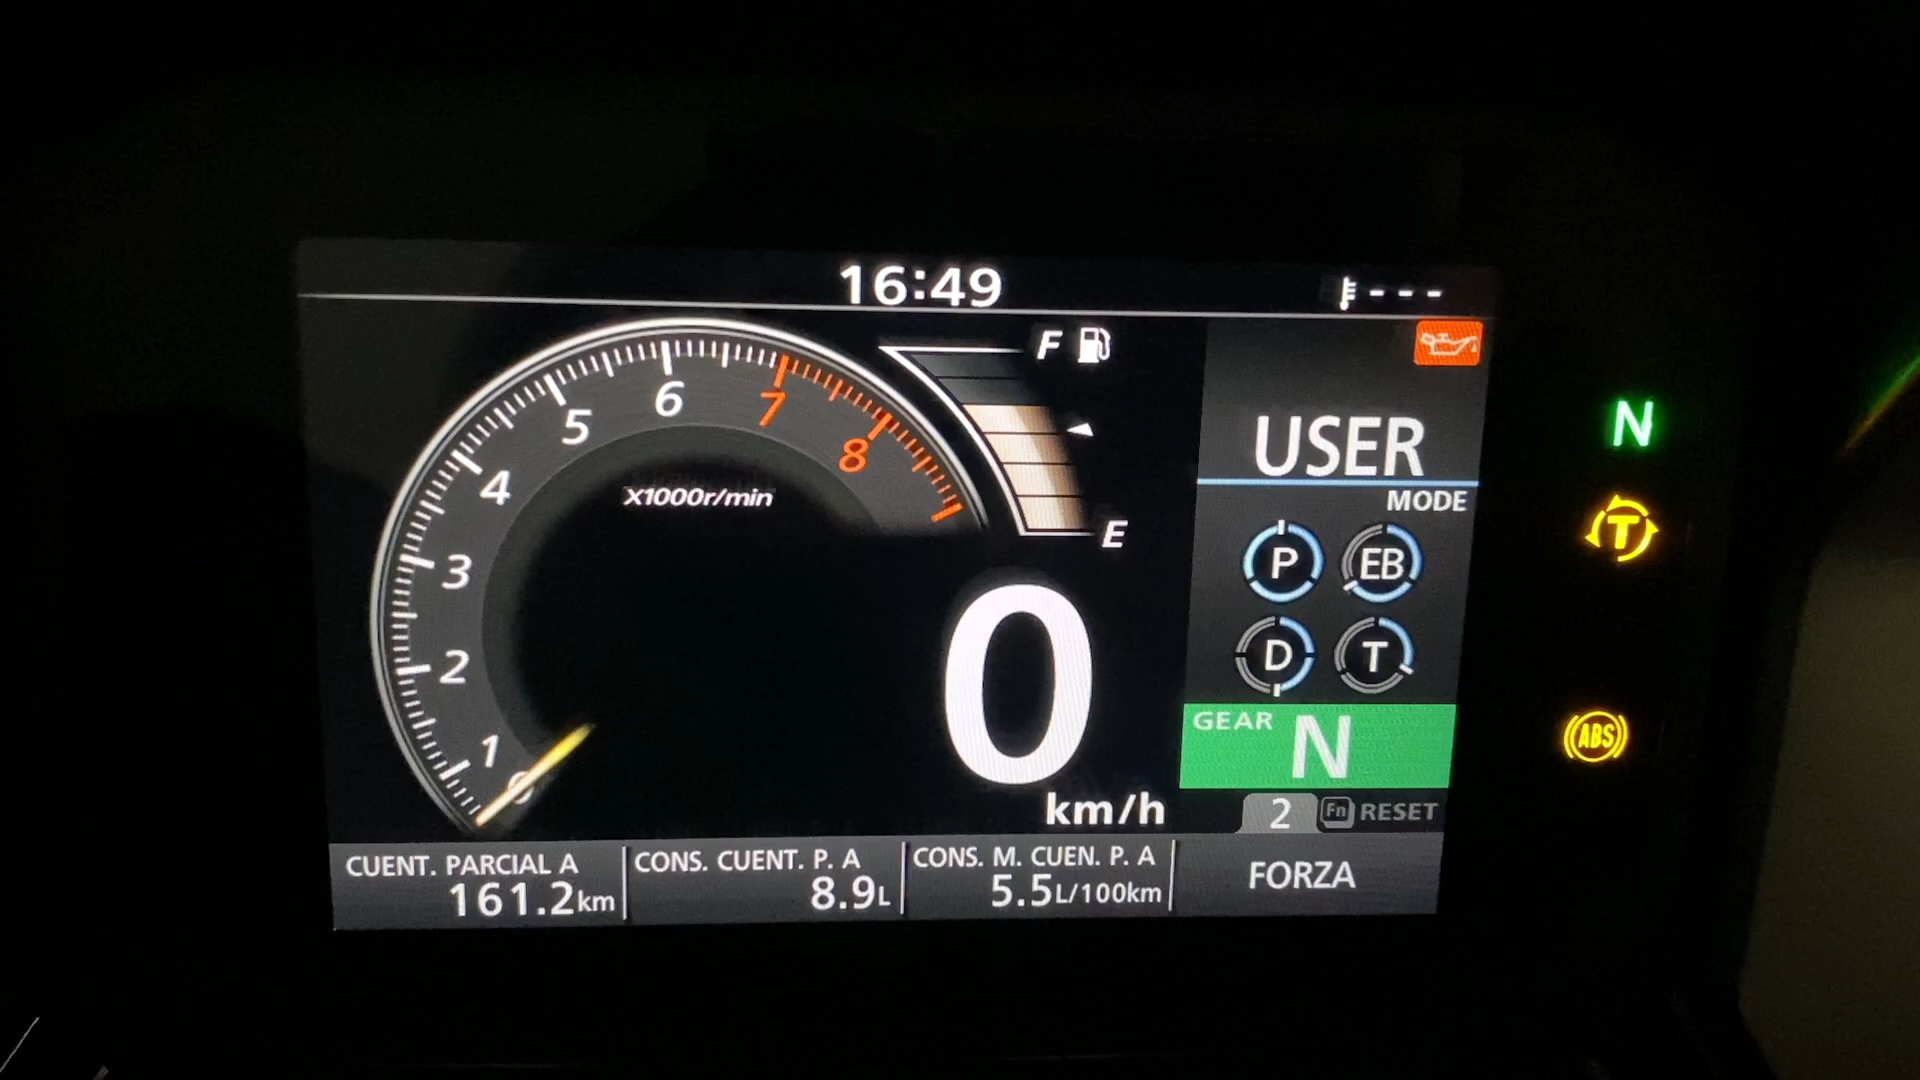 16:49
---
F
E
8
7
6
5
4
3
2
1
0
X1000r/min
0
km/h
USER
MODE
P EB
D T
GEAR N
2 Fn RESET
CUENT. PARCIAL A
161.2km
CONS. CUENT. P. A
8.9L
CONS. M. CUEN. P. A
5.5L/100km
FORZA
N
T
ABS